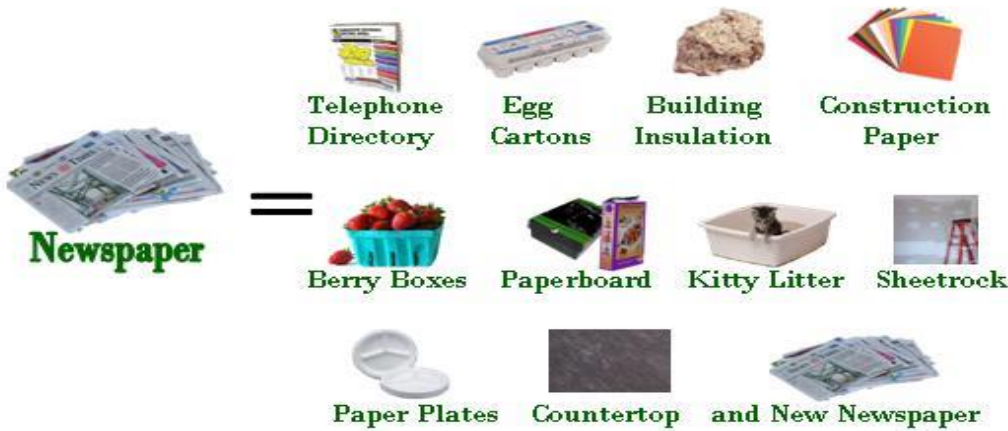 Telephone Directory
Egg Cartons
Building Insulation
Construction Paper
Newspaper
=
Berry Boxes
Paperboard
Kitty Litter
Sheetrock
Paper Plates
Countertop
and New Newspaper